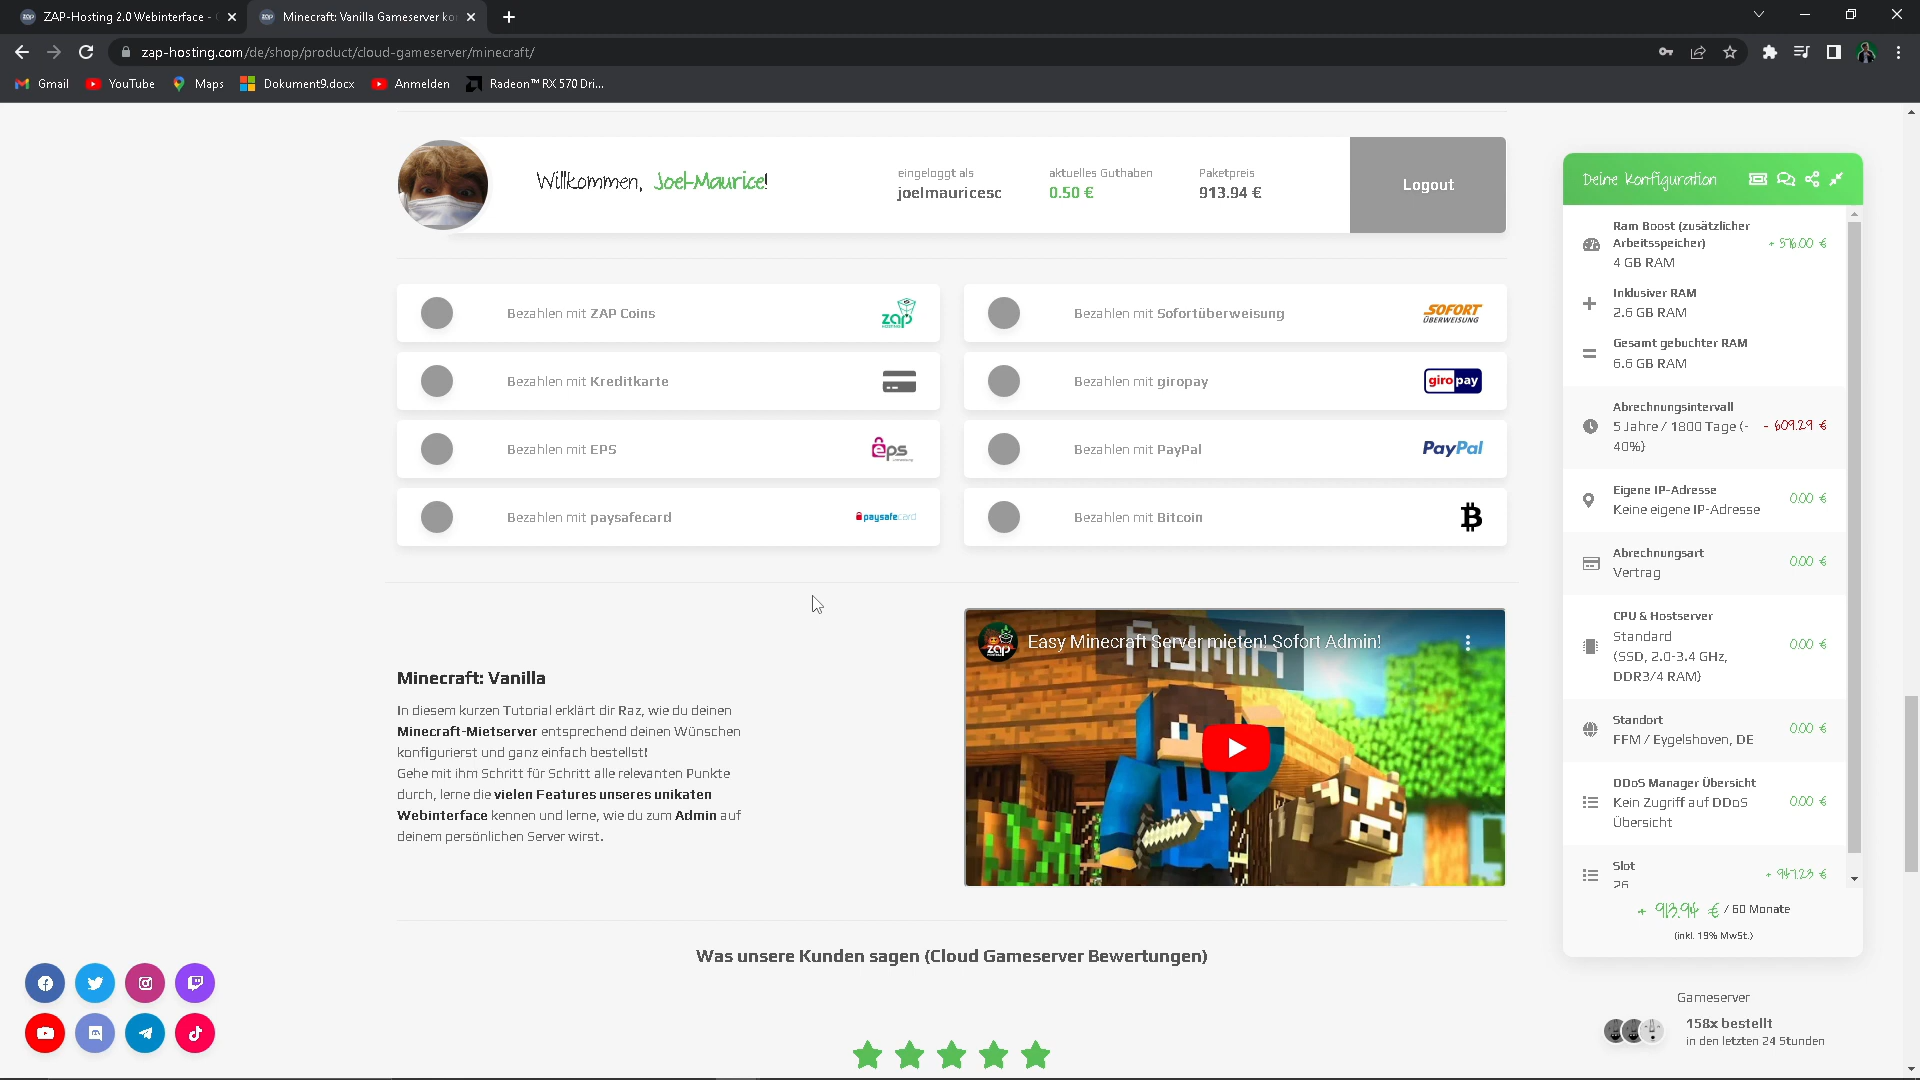 ZAP-Hosting 2.0 Webinterface -
Minecraft: Vanilla Gameserver ko
zap-hosting.com/de/shop/product/cloud-gameserver/minecraft/
Gmail
YouTube
Maps
Dokument9.docx
Anmelden
Radeon™ RX 570 Dri...
Willkommen, Joel-Maurice!
eingeloggt als
joelmauricesc
aktuelles Guthaben
0.50 €
Paketpreis
913.94 €
Logout
Bezahlen mit ZAP Coins
zap
Bezahlen mit Sofortüberweisung
SOFORT
ÜBERWEISUNG
Bezahlen mit Kreditkarte
Bezahlen mit giropay
giropay
Bezahlen mit EPS
eps
Bezahlen mit PayPal
PayPal
Bezahlen mit paysafecard
paysafecard
Bezahlen mit Bitcoin
Minecraft: Vanilla
In diesem kurzen Tutorial erklärt dir Raz, wie du deinen
Minecraft-Mietserver entsprechend deinen Wünschen
konfigurierst und ganz einfach bestellst!
Gehe mit ihm Schritt für Schritt alle relevanten Punkte
durch, lerne die vielen Features unseres unikaten
Webinterface kennen und lerne, wie du zum Admin auf
deinem persönlichen Server wirst.
zap
Easy Minecraft Server mieten! Sofort Admin!
Admin
Was unsere Kunden sagen (Cloud Gameserver Bewertungen)
Deine Konfiguration
Ram Boost (zusätzlicher
Arbeitsspeicher)
+ 576.00 €
4 GB RAM
Inklusiver RAM
2.6 GB RAM
Gesamt gebuchter RAM
6.6 GB RAM
Abrechnungsintervall
5 Jahre / 1800 Tage (-
40%)
- 609.29 €
Eigene IP-Adresse
Keine eigene IP-Adresse
0.00 €
Abrechnungsart
Vertrag
0.00 €
CPU & Hostserver
Standard
(SSD, 2.0-3.4 GHz,
DDR3/4 RAM)
0.00 €
Standort
FFM / Eygelshoven, DE
0.00 €
DDoS Manager Übersicht
Kein Zugriff auf DDoS
Übersicht
0.00 €
Slot
26
+ 947.23 €
+ 913.94 € / 60 Monate
(inkl. 19% MwSt.)
Gameserver
158x bestellt
in den letzten 24 Stunden